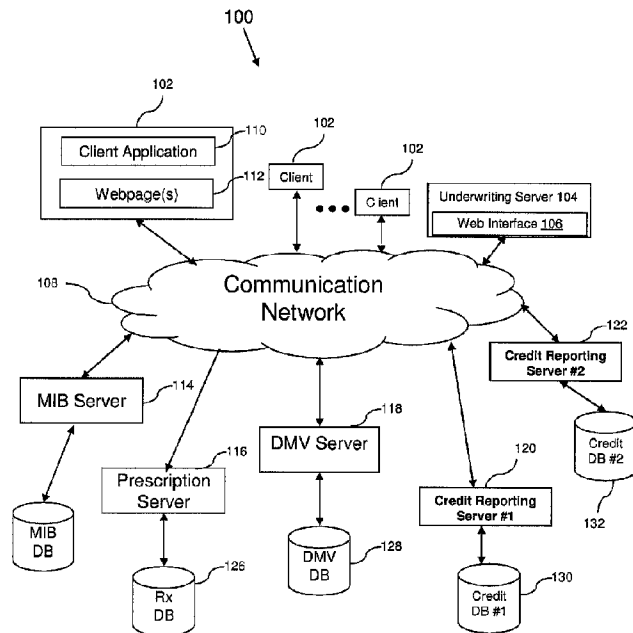 100
102
Client Application
110
Webpage(s)
112
102
Client
102
Client
Underwriting Server 104
Web Interface 106
108
Communication
Network
122
Credit Reporting
Server #2
MIB Server
114
118
DMV Server
116
Prescription
Server
120
Credit Reporting
Server #1
Credit
DB #2
132
MIB
DB
Rx
DB
126
DMV
DB
128
Credit
DB #1
130